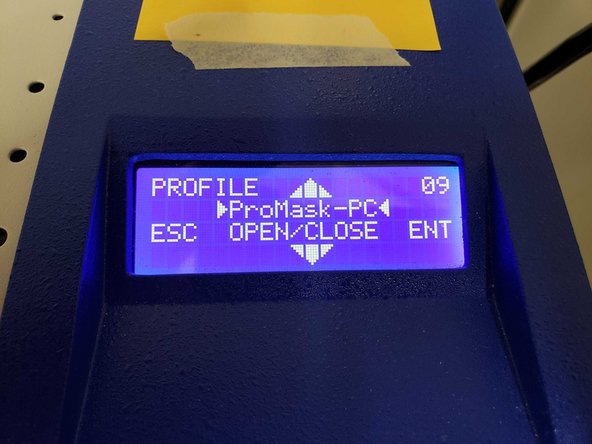 PROFILE 09
ProMask-PC
ESC OPEN/CLOSE ENT